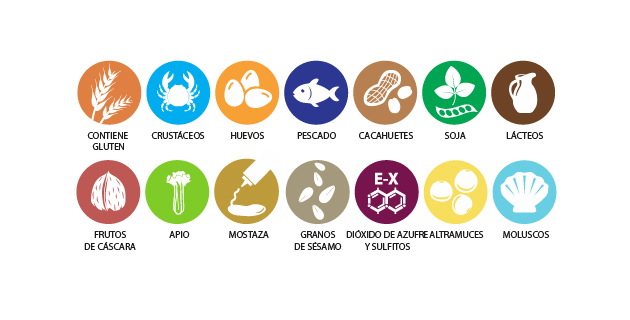 CONTIENE
GLUTEN
CRUSTÁCEOS
HUEVOS
PESCADO
CACAHUETES
SOJA
LÁCTEOS
E-X
FRUTOS
DE CÁSCARA
APIO
MOSTAZA
GRANOS
DE SÉSAMO
DIÓXIDO DE AZUFRE
Y SULFITOS
ALTRAMUCES
MOLUSCOS